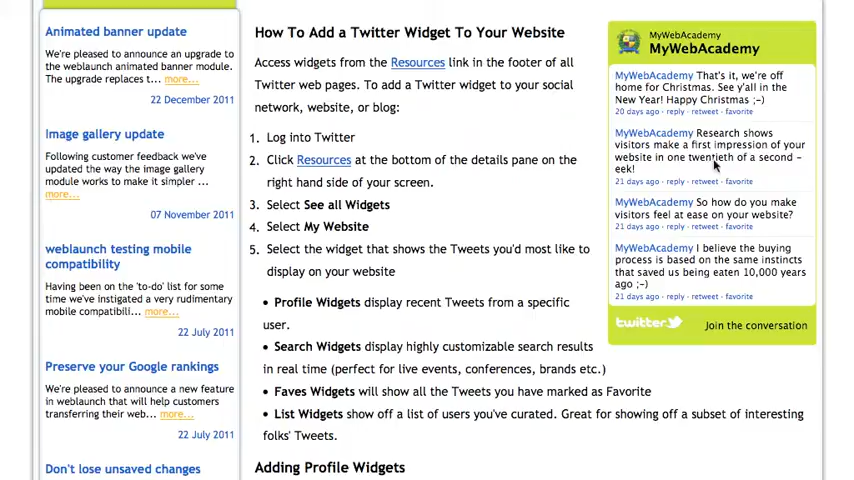 Animated banner update
We're pleased to announce an upgrade to
the weblaunch animated banner module.
The upgrade replaces t... more...
22 December 2011
Image gallery update
Following customer feedback we've
updated the way the image gallery
module works to make it simpler ...
more...
07 November 2011
weblaunch testing mobile
compatibility
Having been on the 'to-do' list for some
time we've instigated a very rudimentary
mobile compatibili... more...
22 July 2011
Preserve your Google rankings
We're pleased to announce a new feature
in weblaunch that will help customers
transferring their web... more...
22 July 2011
Don't lose unsaved changes
How To Add a Twitter Widget To Your Website
Access widgets from the Resources link in the footer of all
Twitter web pages. To add a Twitter widget to your social
network, website, or blog:
1. Log into Twitter
2. Click Resources at the bottom of the details pane on the
right hand side of your screen.
3. Select See all Widgets
4. Select My Website
5. Select the widget that shows the Tweets you'd most like to
display on your website
• Profile Widgets display recent Tweets from a specific
user.
• Search Widgets display highly customizable search results
in real time (perfect for live events, conferences, brands etc.)
• Faves Widgets will show all the Tweets you have marked as Favorite
• List Widgets show off a list of users you've curated. Great for showing off a subset of interesting
folks' Tweets.
Adding Profile Widgets
MyWebAcademy
MyWebAcademy
MyWebAcademy That's it, we're off
home for Christmas. See y'all in the
New Year! Happy Christmas ;-)
20 days ago · reply · retweet · favorite
MyWebAcademy Research shows
visitors make a first impression of your
website in one twentieth of a second –
eek!
21 days ago · reply · retweet · favorite
MyWebAcademy So how do you make
visitors feel at ease on your website?
21 days ago · reply · retweet · favorite
MyWebAcademy I believe the buying
process is based on the same instincts
that saved us being eaten 10,000 years
ago ;-)
21 days ago · reply · retweet · favorite
twitter Join the conversation